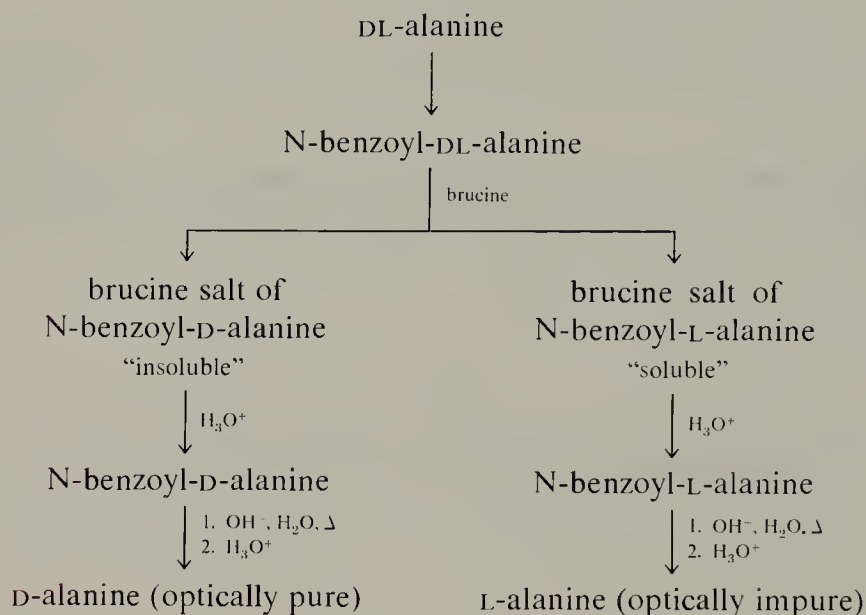 DL-alanine
N-benzoyl-DL-alanine
brucine
brucine salt of
N-benzoyl-D-alanine
“insoluble”
H₃O⁺
N-benzoyl-D-alanine
1. OH⁻, H₂O, Δ
2. H₃O⁺
D-alanine (optically pure)
brucine salt of
N-benzoyl-L-alanine
“soluble”
H₃O⁺
N-benzoyl-L-alanine
1. OH⁻, H₂O, Δ
2. H₃O⁺
L-alanine (optically impure)